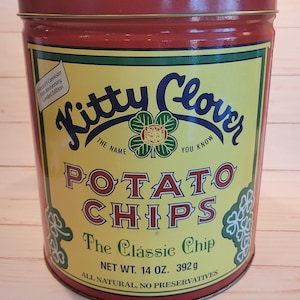 Kitty Clover
THE NAME YOU KNOW
POTATO
CHIPS
The Classic Chip
NET WT. 14 OZ. 392g
ALL NATURAL, NO PRESERVATIVES